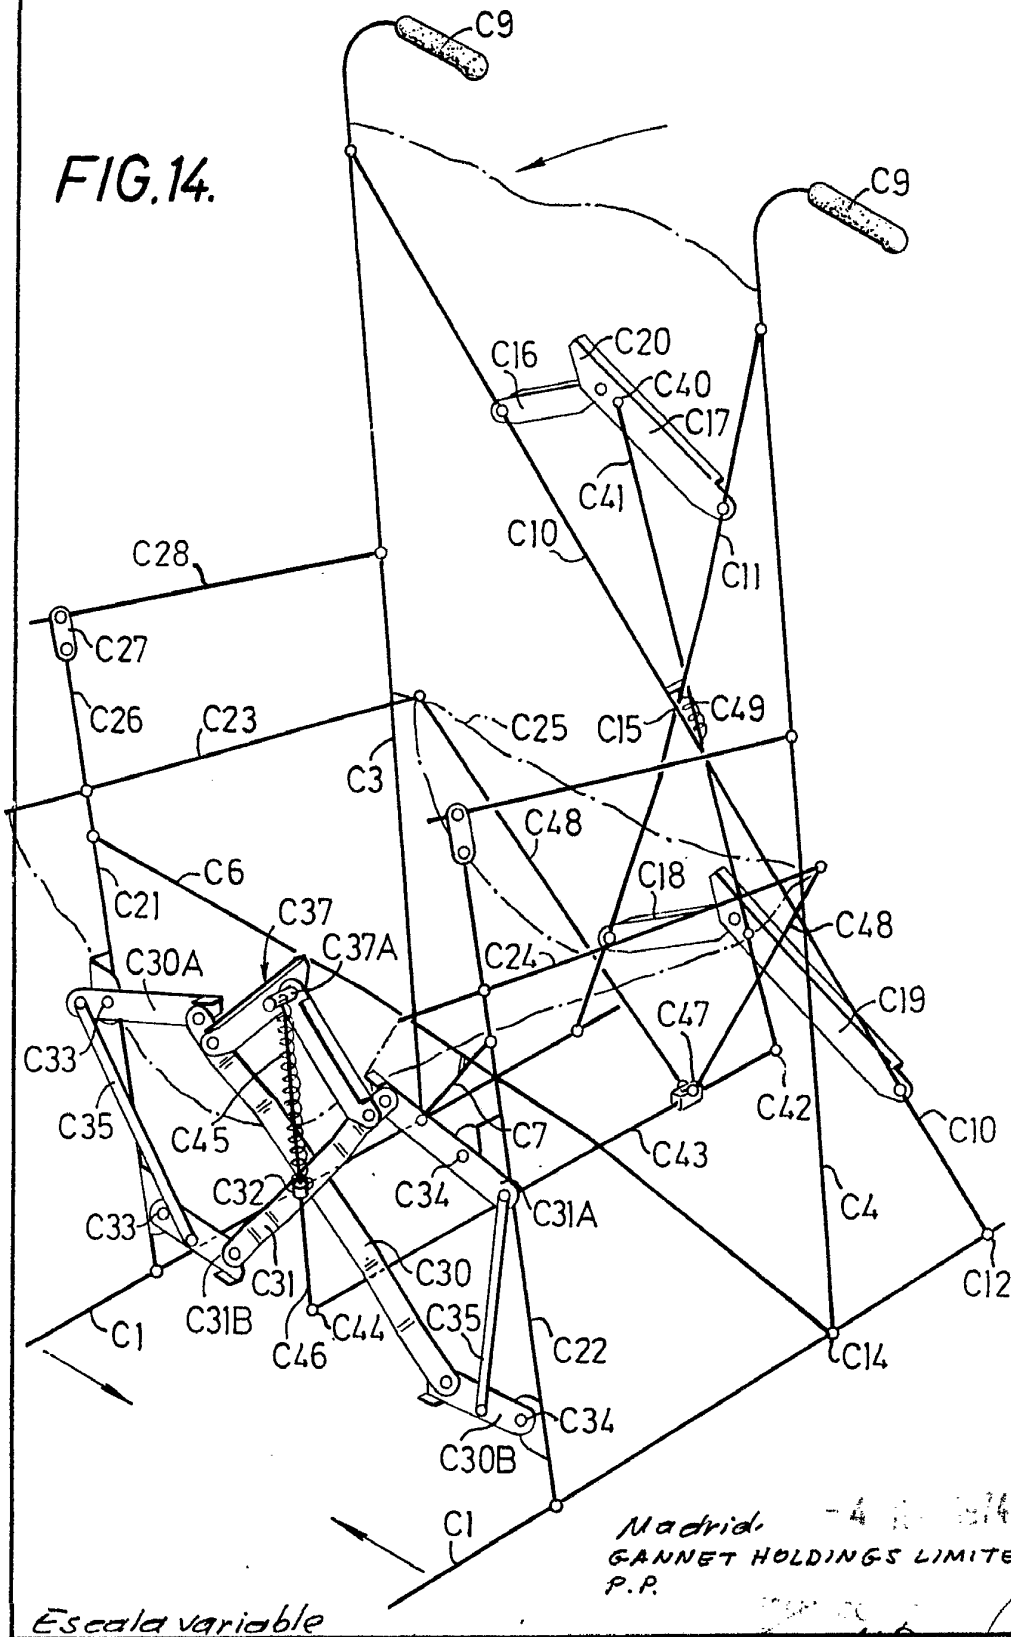 C9
FIG.14.
C9
C20
C16
C40
C17
C41
C10
C11
C28
C27
C26
C23
C25
C15
C49
C3
C48
C6
C21
C18
C37
C48
C30A
C37A
C24
C19
C33
C47
C35
C45
C7
C42
C10
C43
C32
C34
C31A
C33
C4
C31
C30
C12
C31B
C44
C35
C1
C46
C22
C14
C34
C30B
C1
Madrid.
GANNET HOLDINGS LIMITE
P.P.
Escala variable